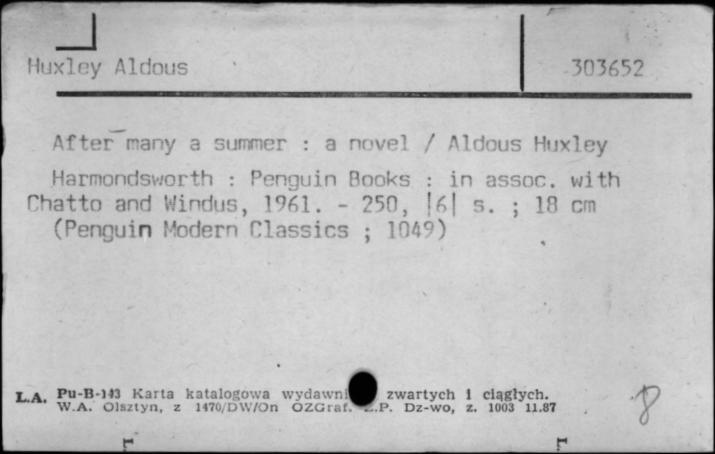 Huxley Aldous 303652
After many a summer : a novel / Aldous Huxley
Harmondsworth : Penguin Books : in assoc. with
Chatto and Windus, 1961. - 250, |6| s. ; 18 cm
(Penguin Modern Classics ; 1049)
L.A. Pu-B-143 Karta katalogowa wydawni zwartych i ciągłych.
W.A. Olsztyn, z 1470/DW/On OZGraf. Z.P. Dz-wo, z. 1003 11.87
8